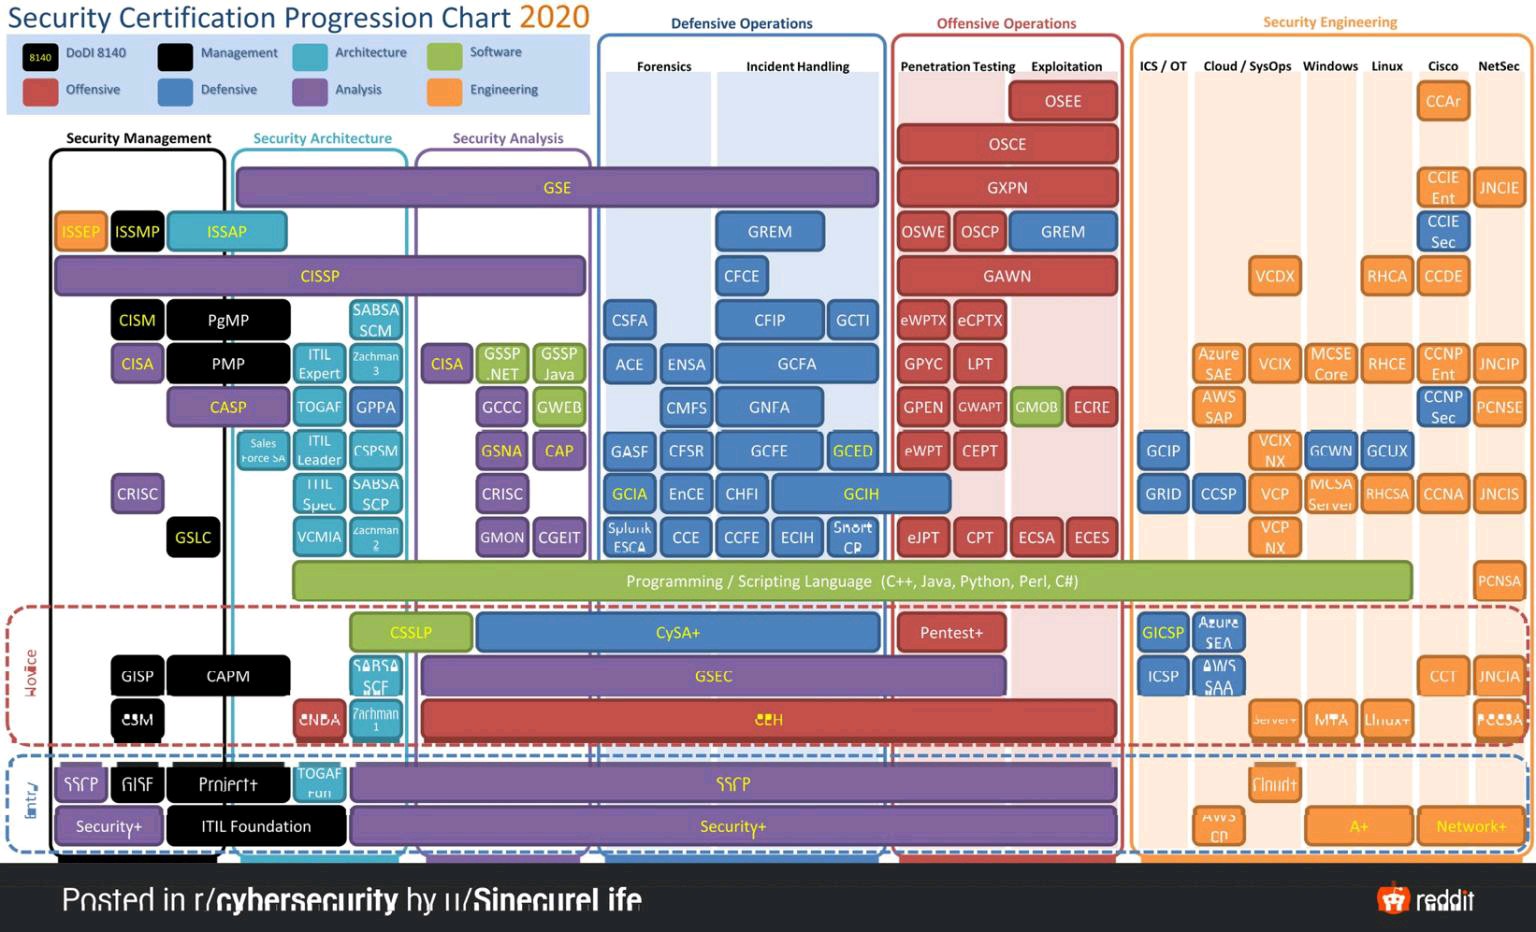 Security Certification Progression Chart 2020
8140 DoDI 8140 Management Architecture Software
Offensive Defensive Analysis Engineering
Defensive Operations Offensive Operations Security Engineering
Forensics Incident Handling Penetration Testing Exploitation ICS / OT Cloud / SysOps Windows Linux Cisco NetSec
Security Management Security Architecture Security Analysis
OSEE CCAr
OSCE
GSE GXPN CCIE Ent JNCIE
ISSEP ISSMP ISSAP GREM OSWE OSCP GREM CCIE Sec
CISSP CFCE GAWN VCDX RHCA CCDE
CISM PgMP SABSA SCM CSFA CFIP GCTI eWPTX eCPTX
CISA PMP ITIL Expert Zachman 3 CISA GSSP .NET GSSP Java ACE ENSA GCFA GPYC LPT Azure SAE VCIX MCSE Core RHCE CCNP Ent JNCIP
CASP TOGAF GPPA GCCC GWEB CMFS GNFA GPEN GWAPT GMOB ECRE AWS SAP CCNP Sec PCNSE
Sales Force SA ITIL Leader CSPSM GSNA CAP GASF CFSR GCFE GCED eWPT CEPT GCIP VCIX NX GCWN GCUX
CRISC ITIL Spec SABSA SCP CRISC GCIA EnCE CHFI GCIH GRID CCSP VCP MCSA Server RHCSA CCNA JNCIS
GSLC VCMIA Zachman 2 GMON CGEIT Splunk ESCA CCE CCFE ECIH Snort CP eJPT CPT ECSA ECES VCP NX
Programming / Scripting Language (C++, Java, Python, Perl, C#) PCNSA
CSSLP CySA+ Pentest+ GICSP Azure SEA
GISP CAPM SABSA SCF GSEC ICSP AWS SAA CCT JNCIA
Zachman 1 CEH Server+ MTA Linux+
SSCP GISF Project+ TOGAF SSCP Cloud+
Security+ ITIL Foundation Security+ AWS A+ Network+
Posted in r/cybersecurity by u/SinecureLife reddit